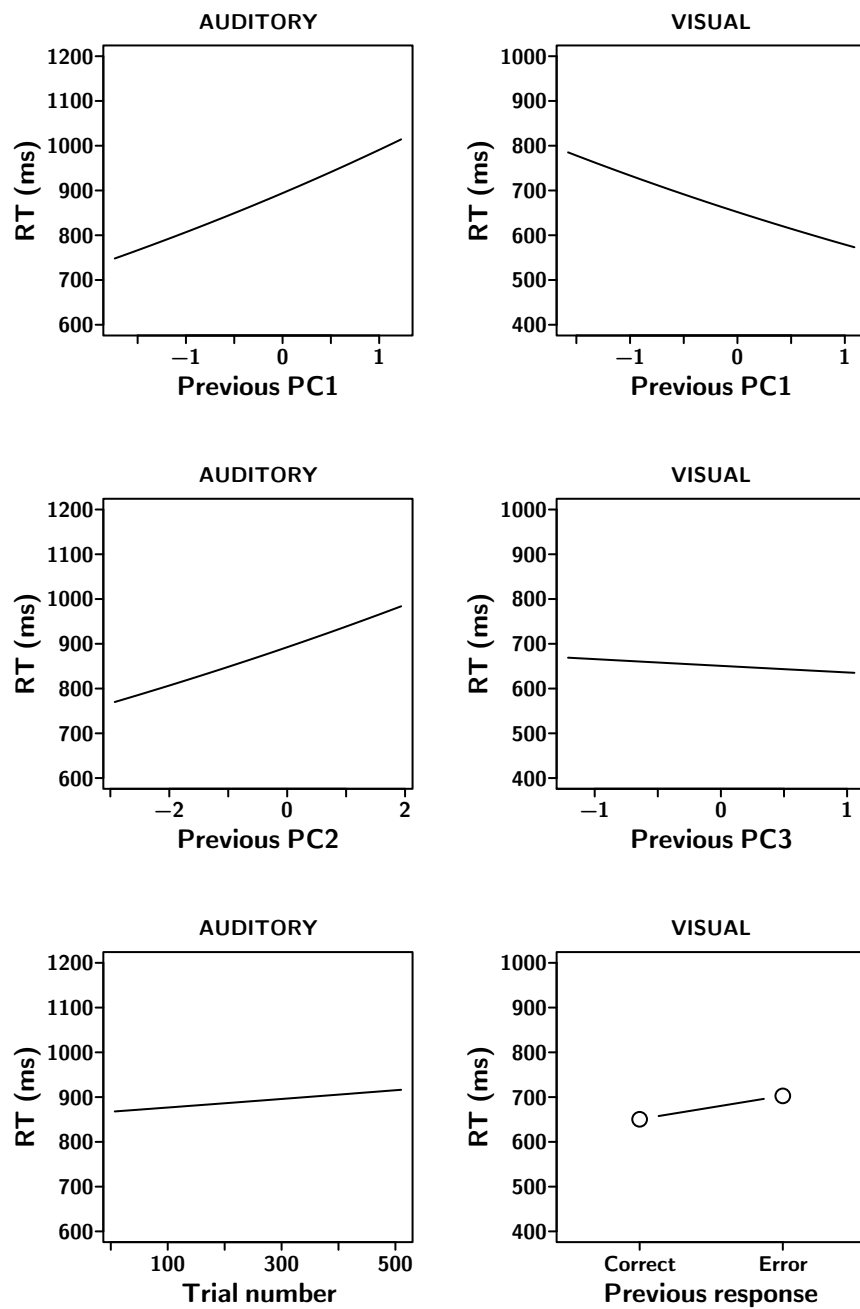 AUDITORY
1200
1100
1000
900
800
700
600
RT (ms)
−1 0 1
Previous PC1
VISUAL
1000
900
800
700
600
500
400
RT (ms)
−1 0 1
Previous PC1
AUDITORY
1200
1100
1000
900
800
700
600
RT (ms)
−2 0 2
Previous PC2
VISUAL
1000
900
800
700
600
500
400
RT (ms)
−1 0 1
Previous PC3
AUDITORY
1200
1100
1000
900
800
700
600
RT (ms)
100 300 500
Trial number
VISUAL
1000
900
800
700
600
500
400
RT (ms)
Correct Error
Previous response